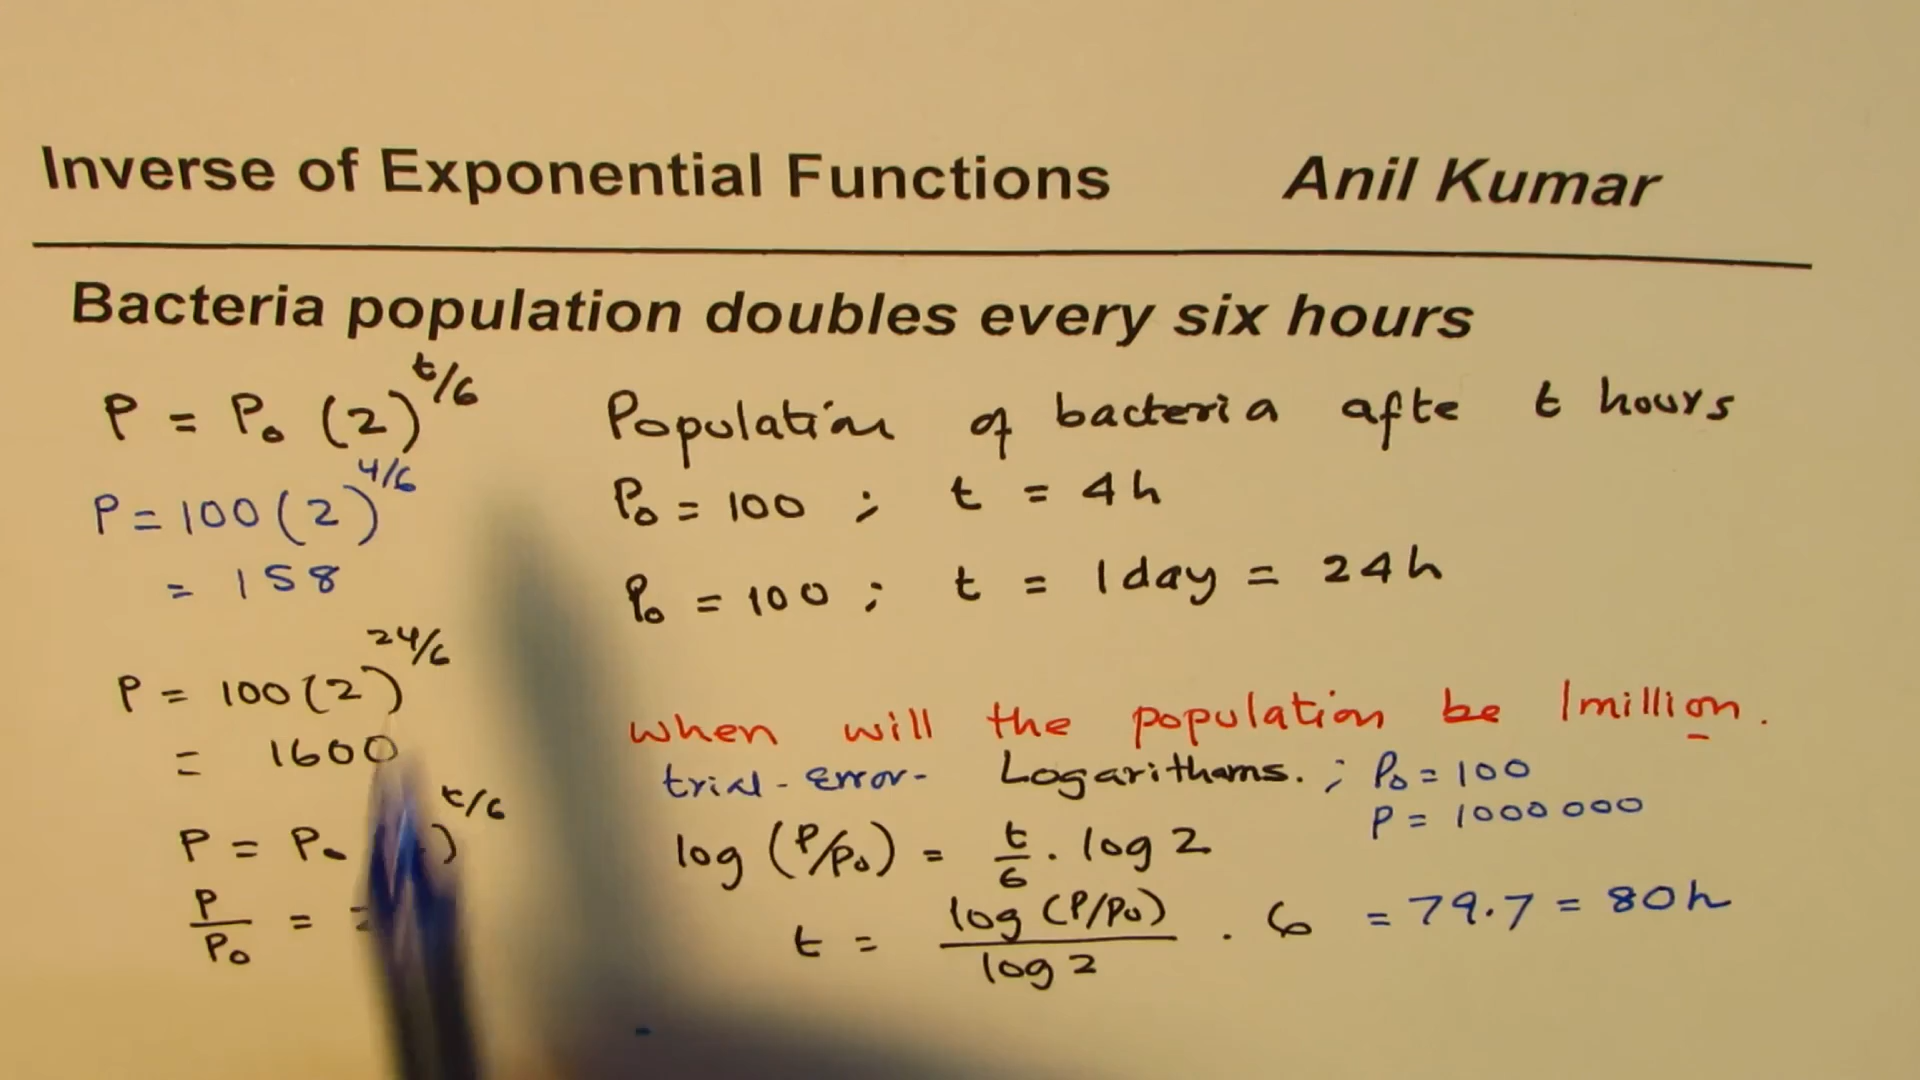 Inverse of Exponential Functions Anil Kumar
Bacteria population doubles every six hours
P = P₀ (2)^t/6 Population of bacteria afte t hours
P = 100 (2)^4/6 P₀ = 100 ; t = 4h
= 158
P₀ = 100 ; t = 1day = 24h
P = 100 (2)^24/6
= 1600
when will the population be 1million.
trial - Error - Logarithams. ; P₀ = 100
P = 1000 000
P = P₀ ( )^t/6
log (P/P₀) = t/6 . log 2
P/P₀ =
t = log (P/P₀) / log 2 . 6 = 79.7 = 80h